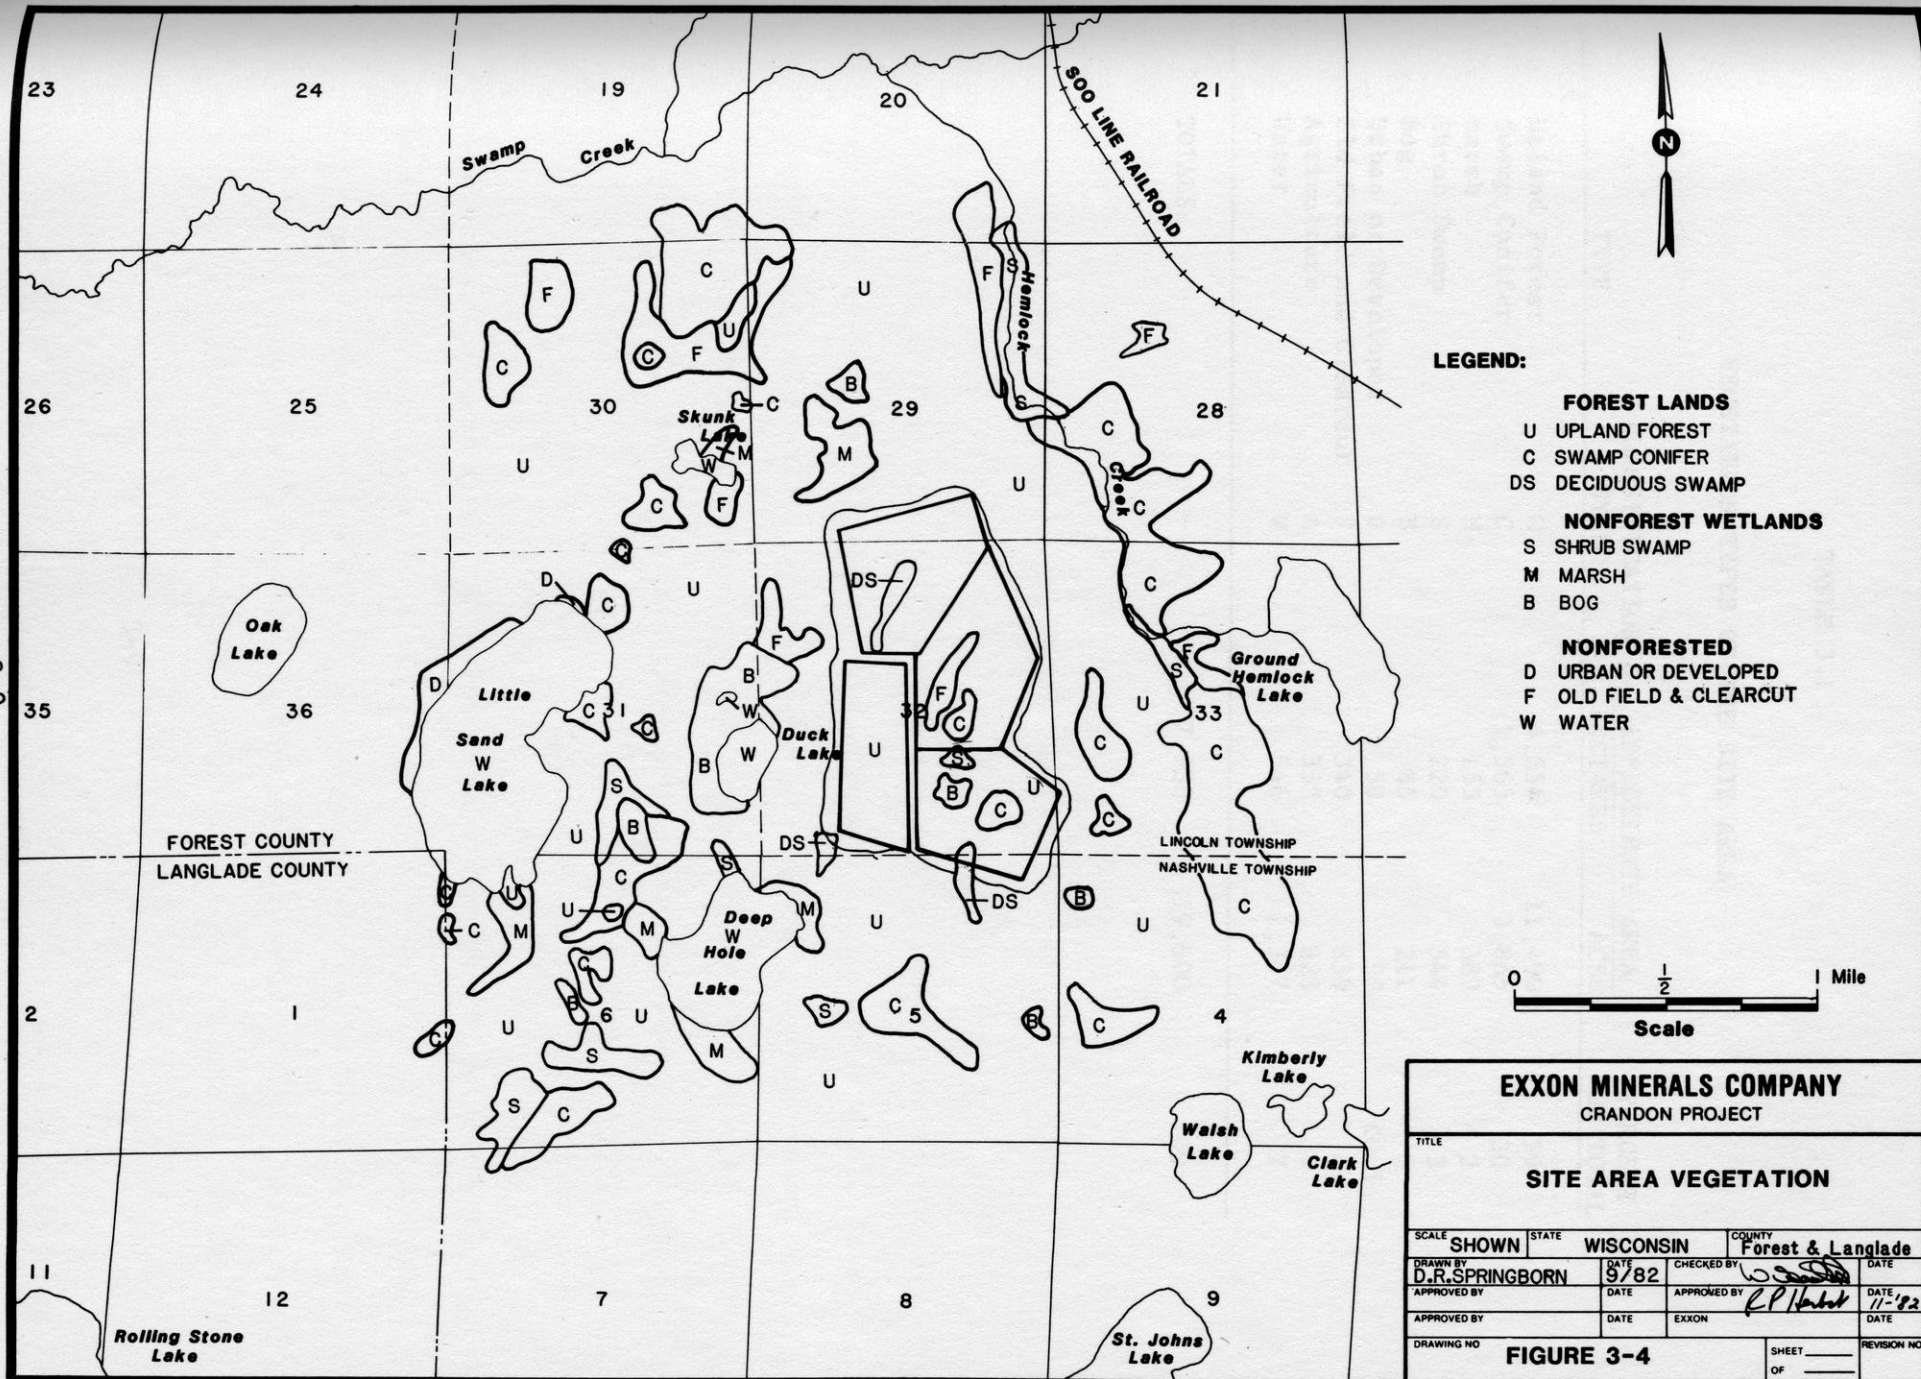 23
24
19
20
21
SOO LINE RAILROAD
Swamp Creek
N
C
F
F
S
Hemlock
U
U
F
C
C
F
B
C
26
25
30
29
28
S
Skunk
Lake
C
M
W
M
U
U
C
F
Creek
C
C
DS
D
U
C
C
Oak
Lake
F
F
Ground
Hemlock
Lake
S
B
D
Little
F
U
35
36
C
31
W
32
33
C
C
Duck
Lake
Sand
W
Lake
W
U
C
C
S
B
S
B
U
C
B
U
C
FOREST COUNTY
LANGLADE COUNTY
DS
LINCOLN TOWNSHIP
NASHVILLE TOWNSHIP
S
C
C
U
U
M
DS
B
C
C
M
M
Deep
W
Hole
Lake
U
U
C
B
2
1
U
6
U
S
C
5
B
C
4
C
S
M
Kimberly
Lake
U
S
C
Walsh
Lake
Clark
Lake
11
12
7
8
9
Rolling Stone
Lake
St. Johns
Lake
LEGEND:
FOREST LANDS
U UPLAND FOREST
C SWAMP CONIFER
DS DECIDUOUS SWAMP
NONFOREST WETLANDS
S SHRUB SWAMP
M MARSH
B BOG
NONFORESTED
D URBAN OR DEVELOPED
F OLD FIELD & CLEARCUT
W WATER
0 1/2 1 Mile
Scale
EXXON MINERALS COMPANY
CRANDON PROJECT
TITLE
SITE AREA VEGETATION
SCALE SHOWN STATE WISCONSIN COUNTY Forest & Langlade
DRAWN BY D.R.SPRINGBORN DATE 9/82 CHECKED BY DATE
APPROVED BY DATE APPROVED BY DATE 11-'82
APPROVED BY DATE EXXON DATE
DRAWING NO FIGURE 3-4 SHEET OF REVISION NO